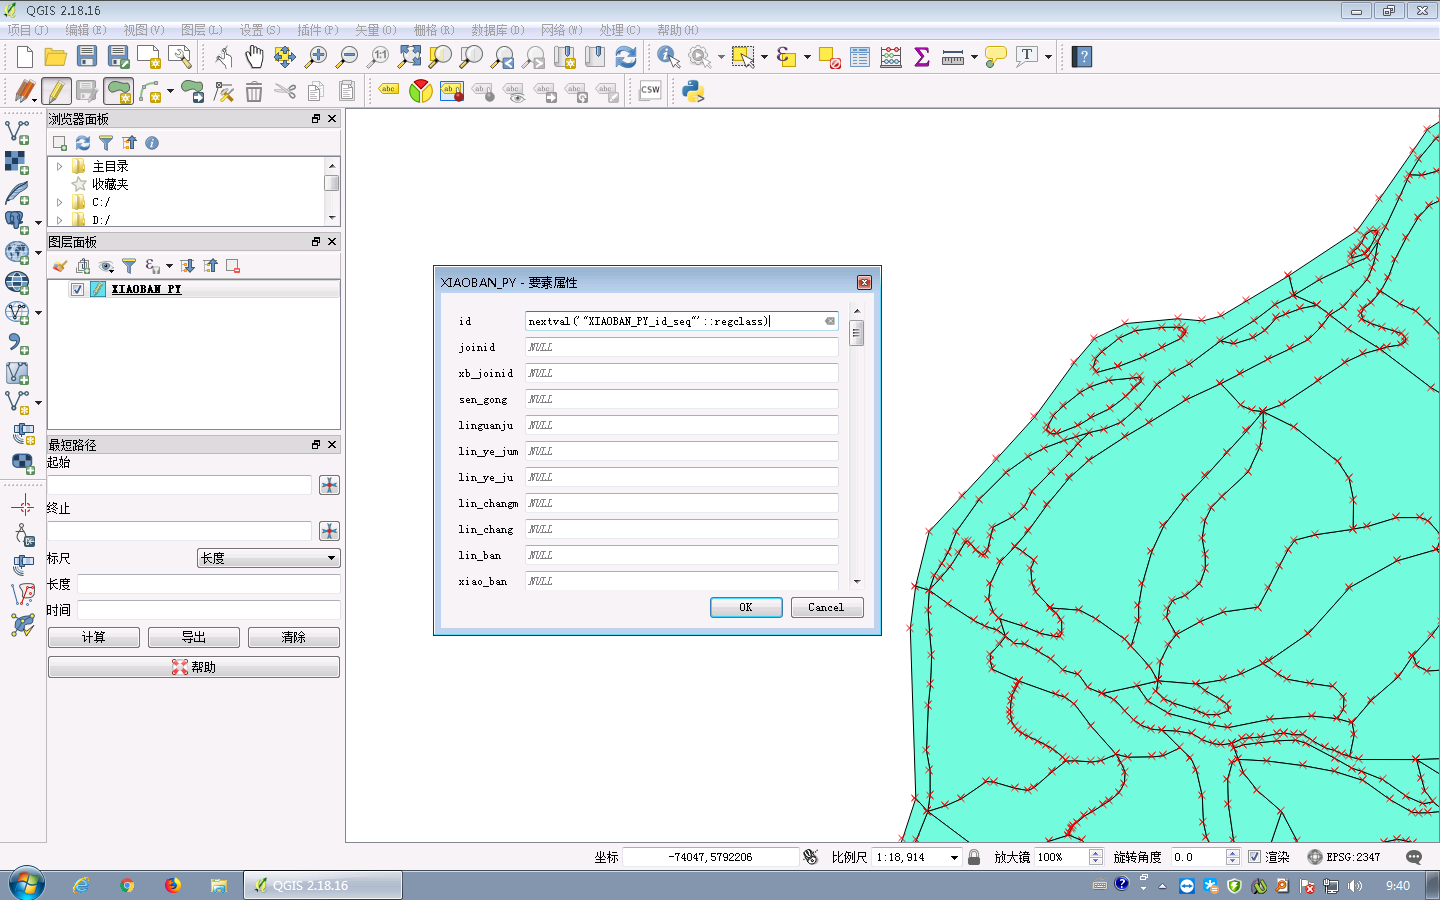 QGIS 2.18.16
项目(J) 编辑(E) 视图(V) 图层(L) 设置(S) 插件(P) 矢量(O) 栅格(R) 数据库(D) 网络(W) 处理(C) 帮助(H)
1:1
ε
Σ
T
?
abc
abc
CSW
浏览器面板
主目录
收藏夹
C:/
D:/
图层面板
XIAOBAN_PY
最短路径
起始
终止
标尺 长度
长度
时间
计算 导出 清除
帮助
XIAOBAN_PY - 要素属性
id nextval('"XIAOBAN_PY_id_seq"'::regclass)
joinid NULL
xb_joinid NULL
sen_gong NULL
linguanju NULL
lin_ye_jum NULL
lin_ye_ju NULL
lin_changm NULL
lin_chang NULL
lin_ban NULL
xiao_ban NULL
OK Cancel
坐标 -74047,5792206 比例尺 1:18,914 放大镜 100% 旋转角度 0.0 渲染 EPSG:2347
QGIS 2.18.16
9:40